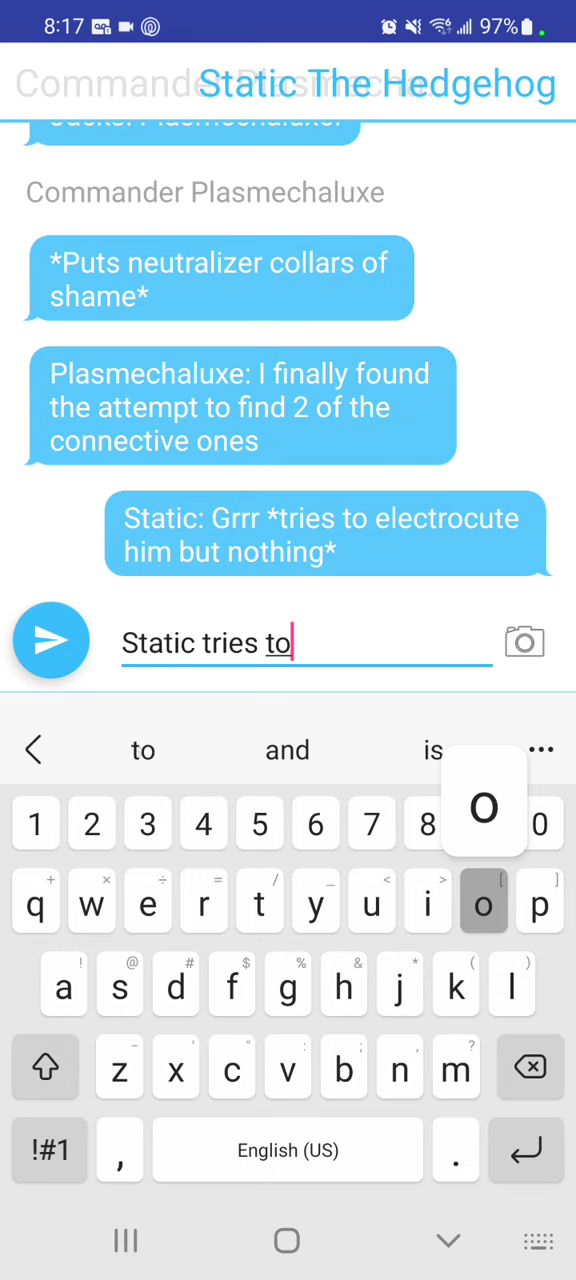 8:17 97%
Static The Hedgehog
Commander Plasmechaluxe
*Puts neutralizer collars of
shame*
Plasmechaluxe: I finally found
the attempt to find 2 of the
connective ones
Static: Grrr *tries to electrocute
him but nothing*
Static tries to
to and is
o
1 2 3 4 5 6 7 8 0
+ × ÷ = / _ < > [ ]
q w e r t y u i o p
! @ # $ % & * ( )
a s d f g h j k l
- ' " : ; , ?
z x c v b n m
!#1 , English (US) .